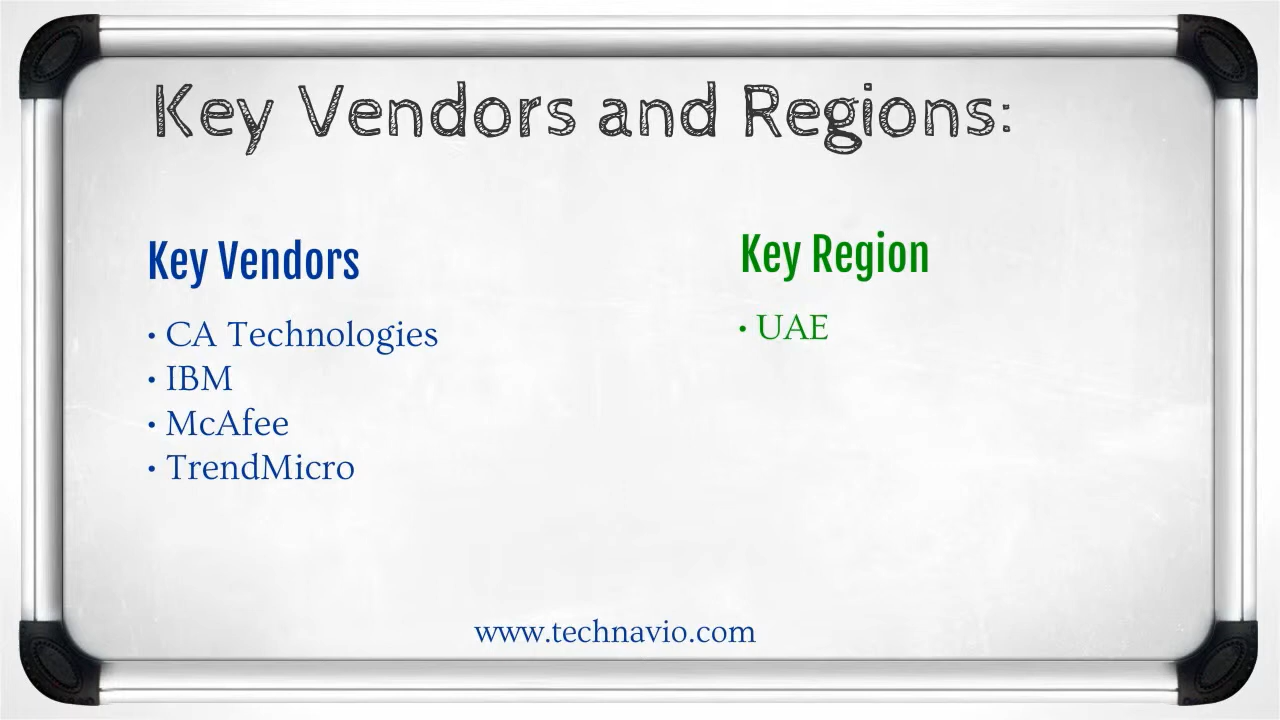 Key Vendors and Regions:
Key Vendors
• CA Technologies
• IBM
• McAfee
• TrendMicro
Key Region
• UAE
www.technavio.com